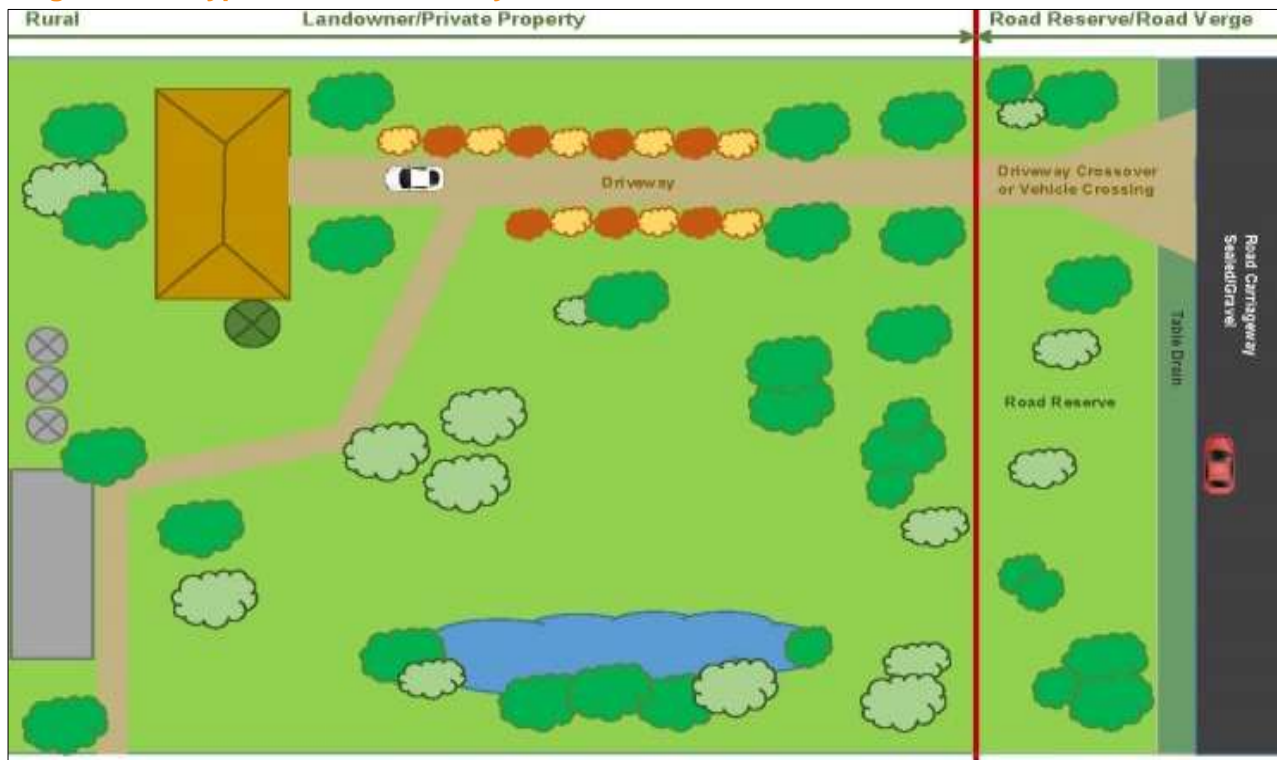 Rural
Landowner/Private Property
Road Reserve/Road Verge
Driveway
Driveway Crossover
or Vehicle Crossing
Road Carriageway
Sealed/Gravel
Table Drain
Road Reserve